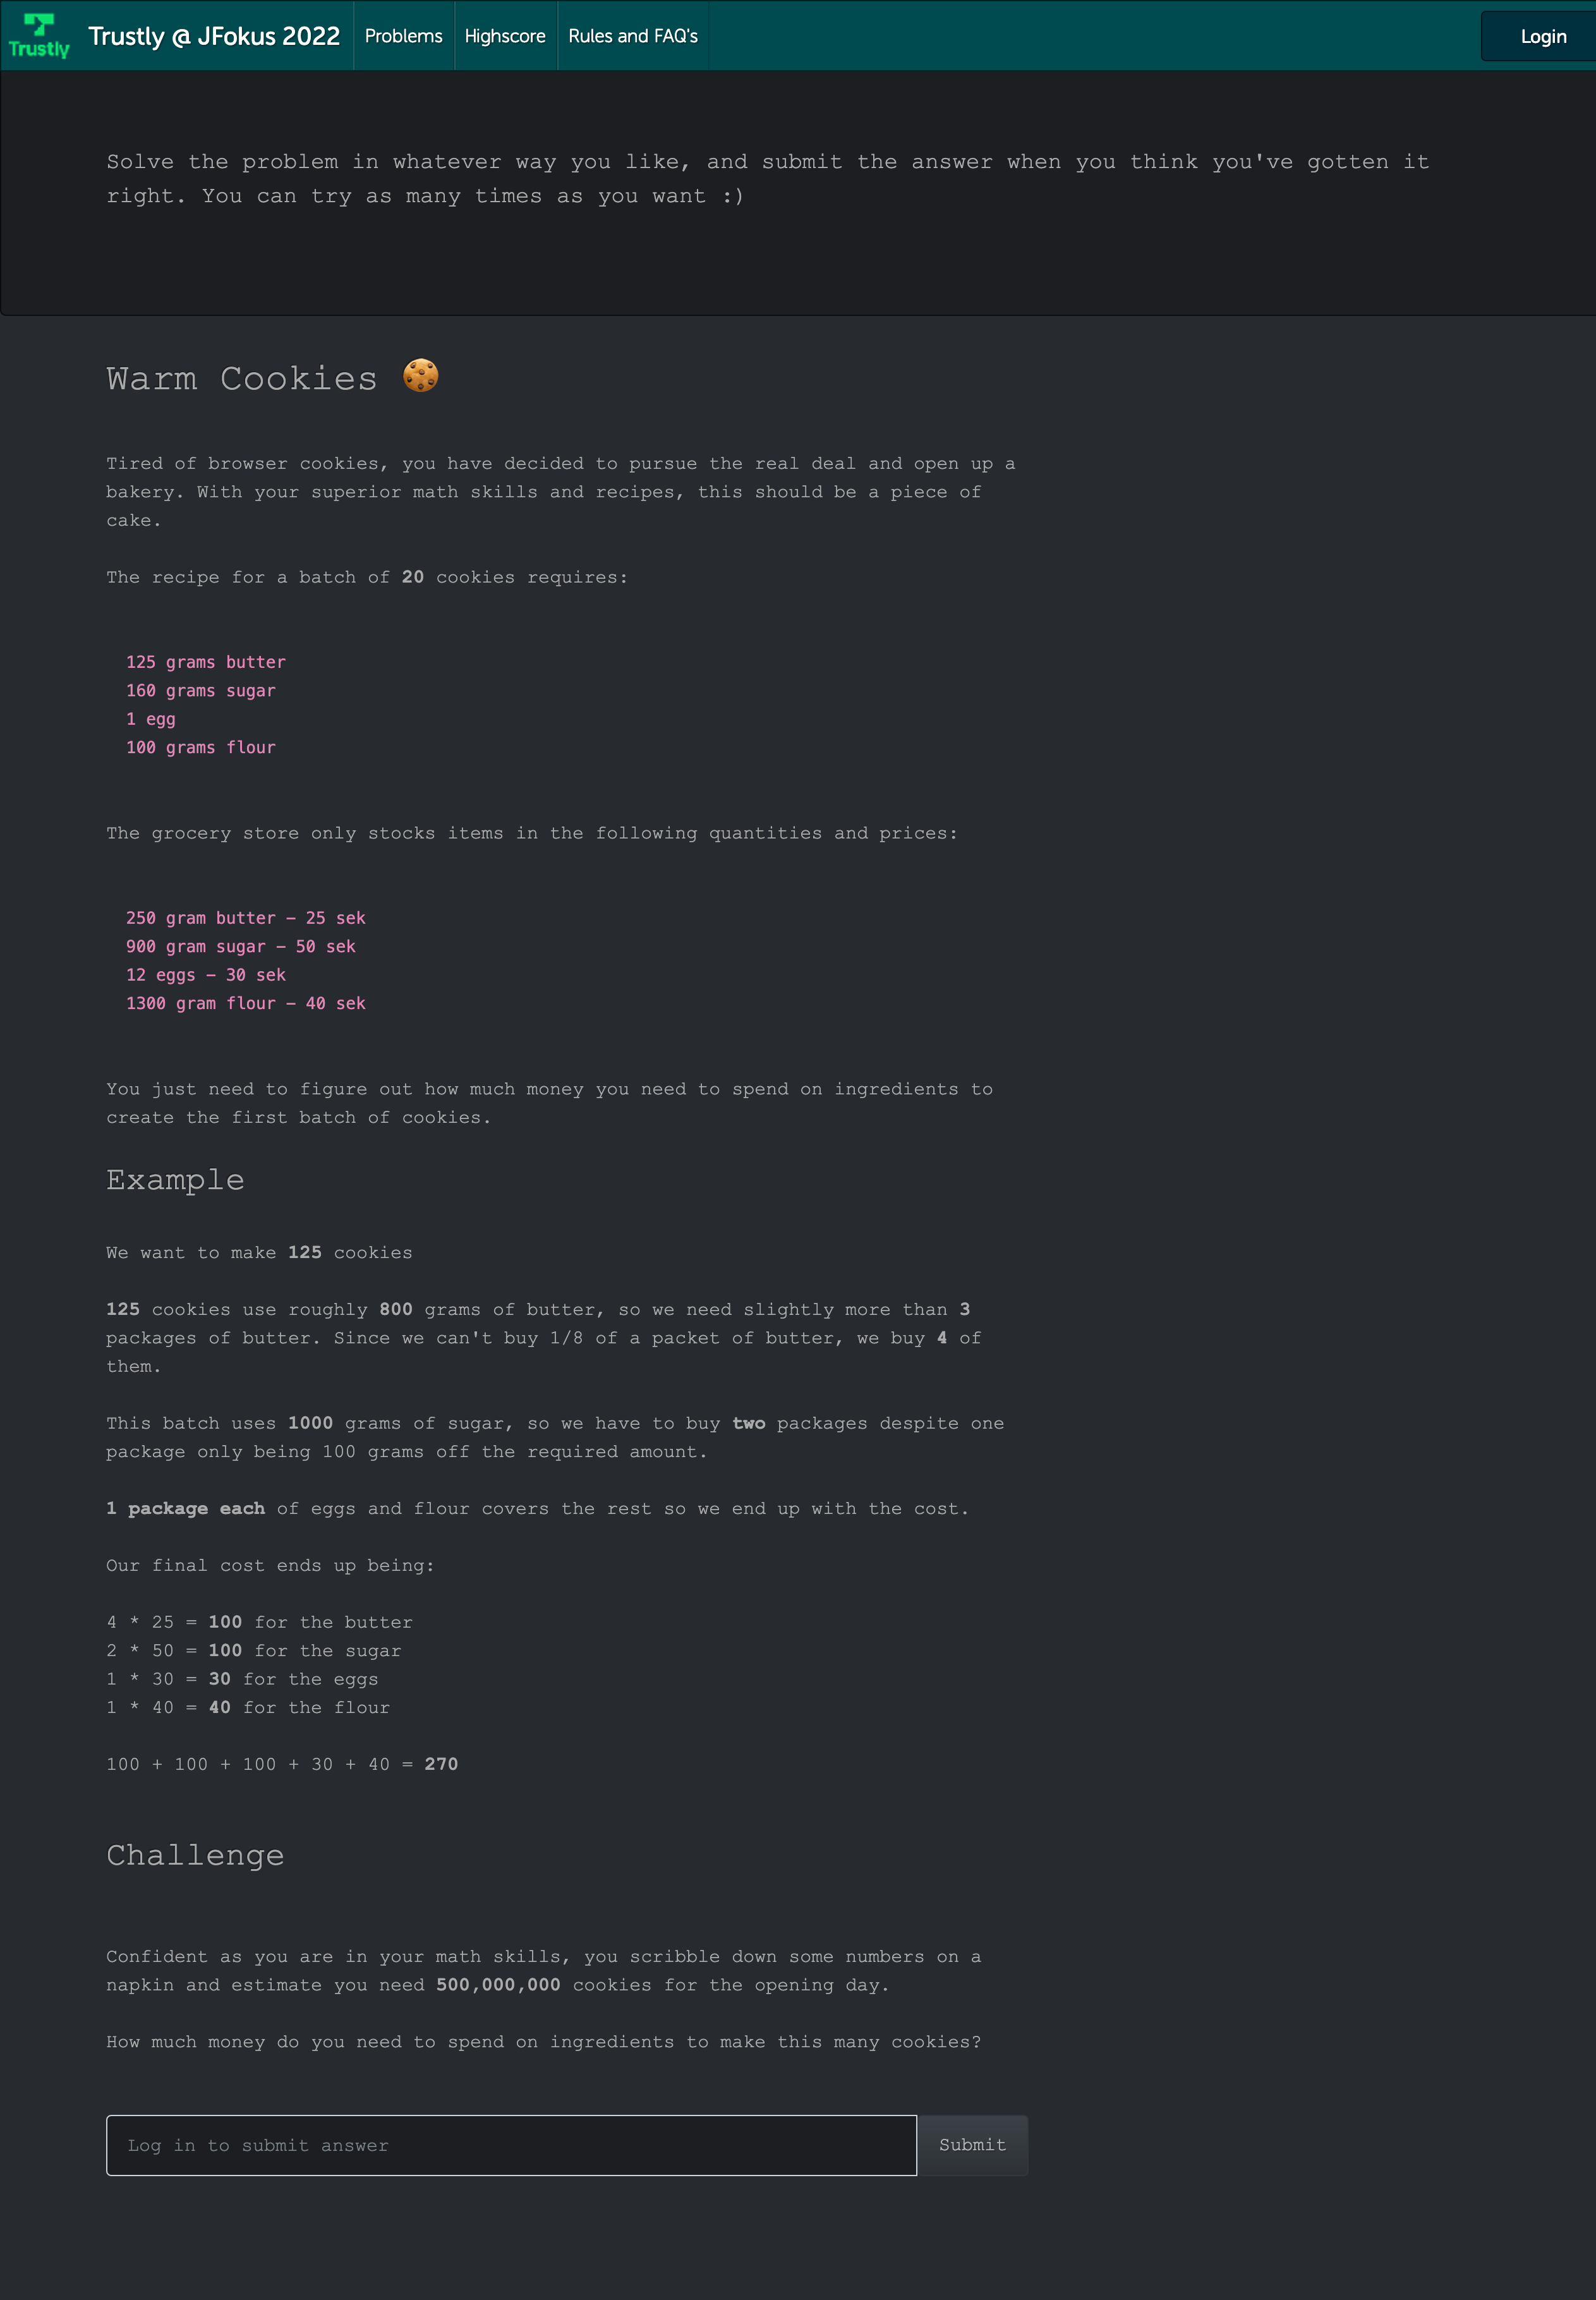 Trustly
Trustly @ JFokus 2022
Problems
Highscore
Rules and FAQ's
Login
Solve the problem in whatever way you like, and submit the answer when you think you've gotten it
right. You can try as many times as you want :)
Warm Cookies 🍪
Tired of browser cookies, you have decided to pursue the real deal and open up a
bakery. With your superior math skills and recipes, this should be a piece of
cake.
The recipe for a batch of 20 cookies requires:
125 grams butter
160 grams sugar
1 egg
100 grams flour
The grocery store only stocks items in the following quantities and prices:
250 gram butter – 25 sek
900 gram sugar – 50 sek
12 eggs – 30 sek
1300 gram flour – 40 sek
You just need to figure out how much money you need to spend on ingredients to
create the first batch of cookies.
Example
We want to make 125 cookies
125 cookies use roughly 800 grams of butter, so we need slightly more than 3
packages of butter. Since we can't buy 1/8 of a packet of butter, we buy 4 of
them.
This batch uses 1000 grams of sugar, so we have to buy two packages despite one
package only being 100 grams off the required amount.
1 package each of eggs and flour covers the rest so we end up with the cost.
Our final cost ends up being:
4 * 25 = 100 for the butter
2 * 50 = 100 for the sugar
1 * 30 = 30 for the eggs
1 * 40 = 40 for the flour
100 + 100 + 100 + 30 + 40 = 270
Challenge
Confident as you are in your math skills, you scribble down some numbers on a
napkin and estimate you need 500,000,000 cookies for the opening day.
How much money do you need to spend on ingredients to make this many cookies?
Log in to submit answer
Submit